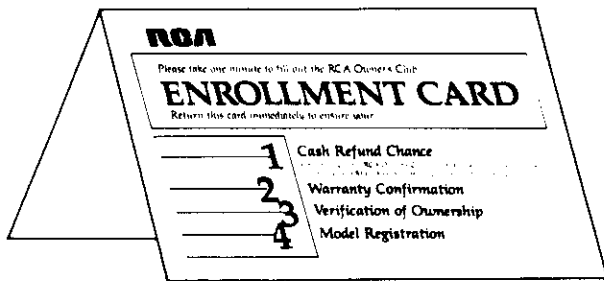 RCA
Please take one minute to fill out the RCA Owners Club
ENROLLMENT CARD
Return this card immediately to ensure your
1 Cash Refund Chance
RCA
2 Warranty Confirmation
3 Verification of Ownership
4 Model Registration